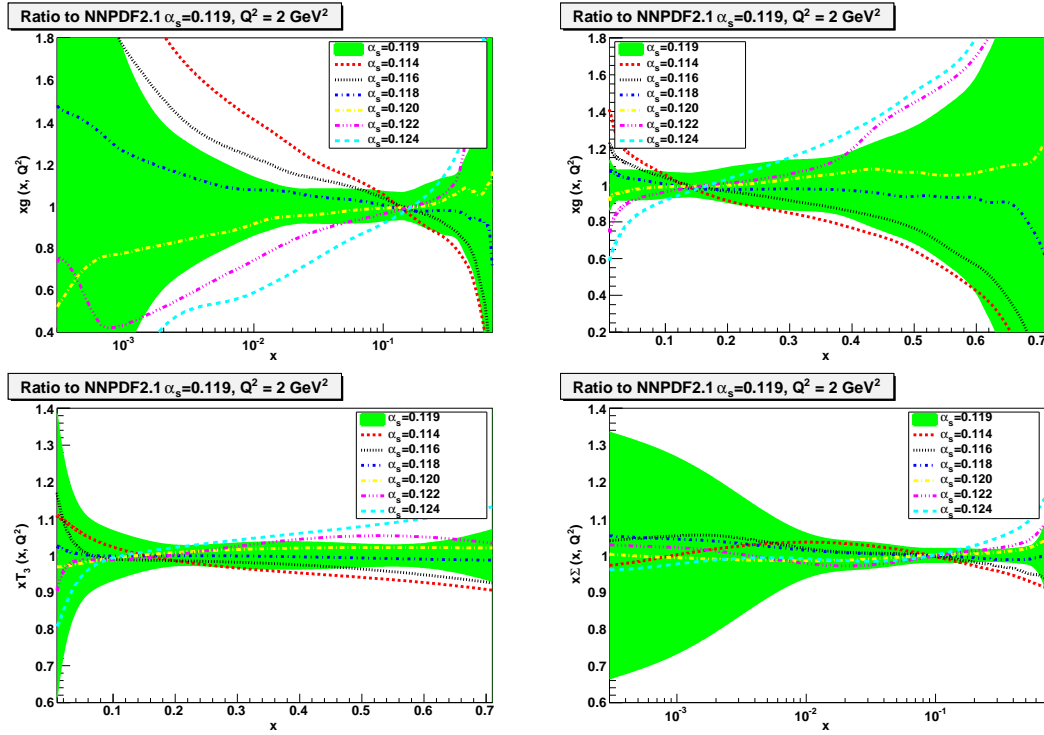 Ratio to NNPDF2.1 αs=0.119, Q² = 2 GeV²
xg (x, Q²)
1.8
1.6
1.4
1.2
1
0.8
0.6
0.4
αs=0.119
αs=0.114
αs=0.116
αs=0.118
αs=0.120
αs=0.122
αs=0.124
10⁻³ 10⁻² 10⁻¹
x
Ratio to NNPDF2.1 αs=0.119, Q² = 2 GeV²
xg (x, Q²)
1.8
1.6
1.4
1.2
1
0.8
0.6
0.4
0.2
αs=0.119
αs=0.114
αs=0.116
αs=0.118
αs=0.120
αs=0.122
αs=0.124
0.1 0.2 0.3 0.4 0.5 0.6 0.7
x
Ratio to NNPDF2.1 αs=0.119, Q² = 2 GeV²
xT₃ (x, Q²)
1.4
1.3
1.2
1.1
1
0.9
0.8
0.7
0.6
αs=0.119
αs=0.114
αs=0.116
αs=0.118
αs=0.120
αs=0.122
αs=0.124
0.1 0.2 0.3 0.4 0.5 0.6 0.7
x
Ratio to NNPDF2.1 αs=0.119, Q² = 2 GeV²
xΣ (x, Q²)
1.4
1.3
1.2
1.1
1
0.9
0.8
0.7
0.6
αs=0.119
αs=0.114
αs=0.116
αs=0.118
αs=0.120
αs=0.122
αs=0.124
10⁻³ 10⁻² 10⁻¹
x